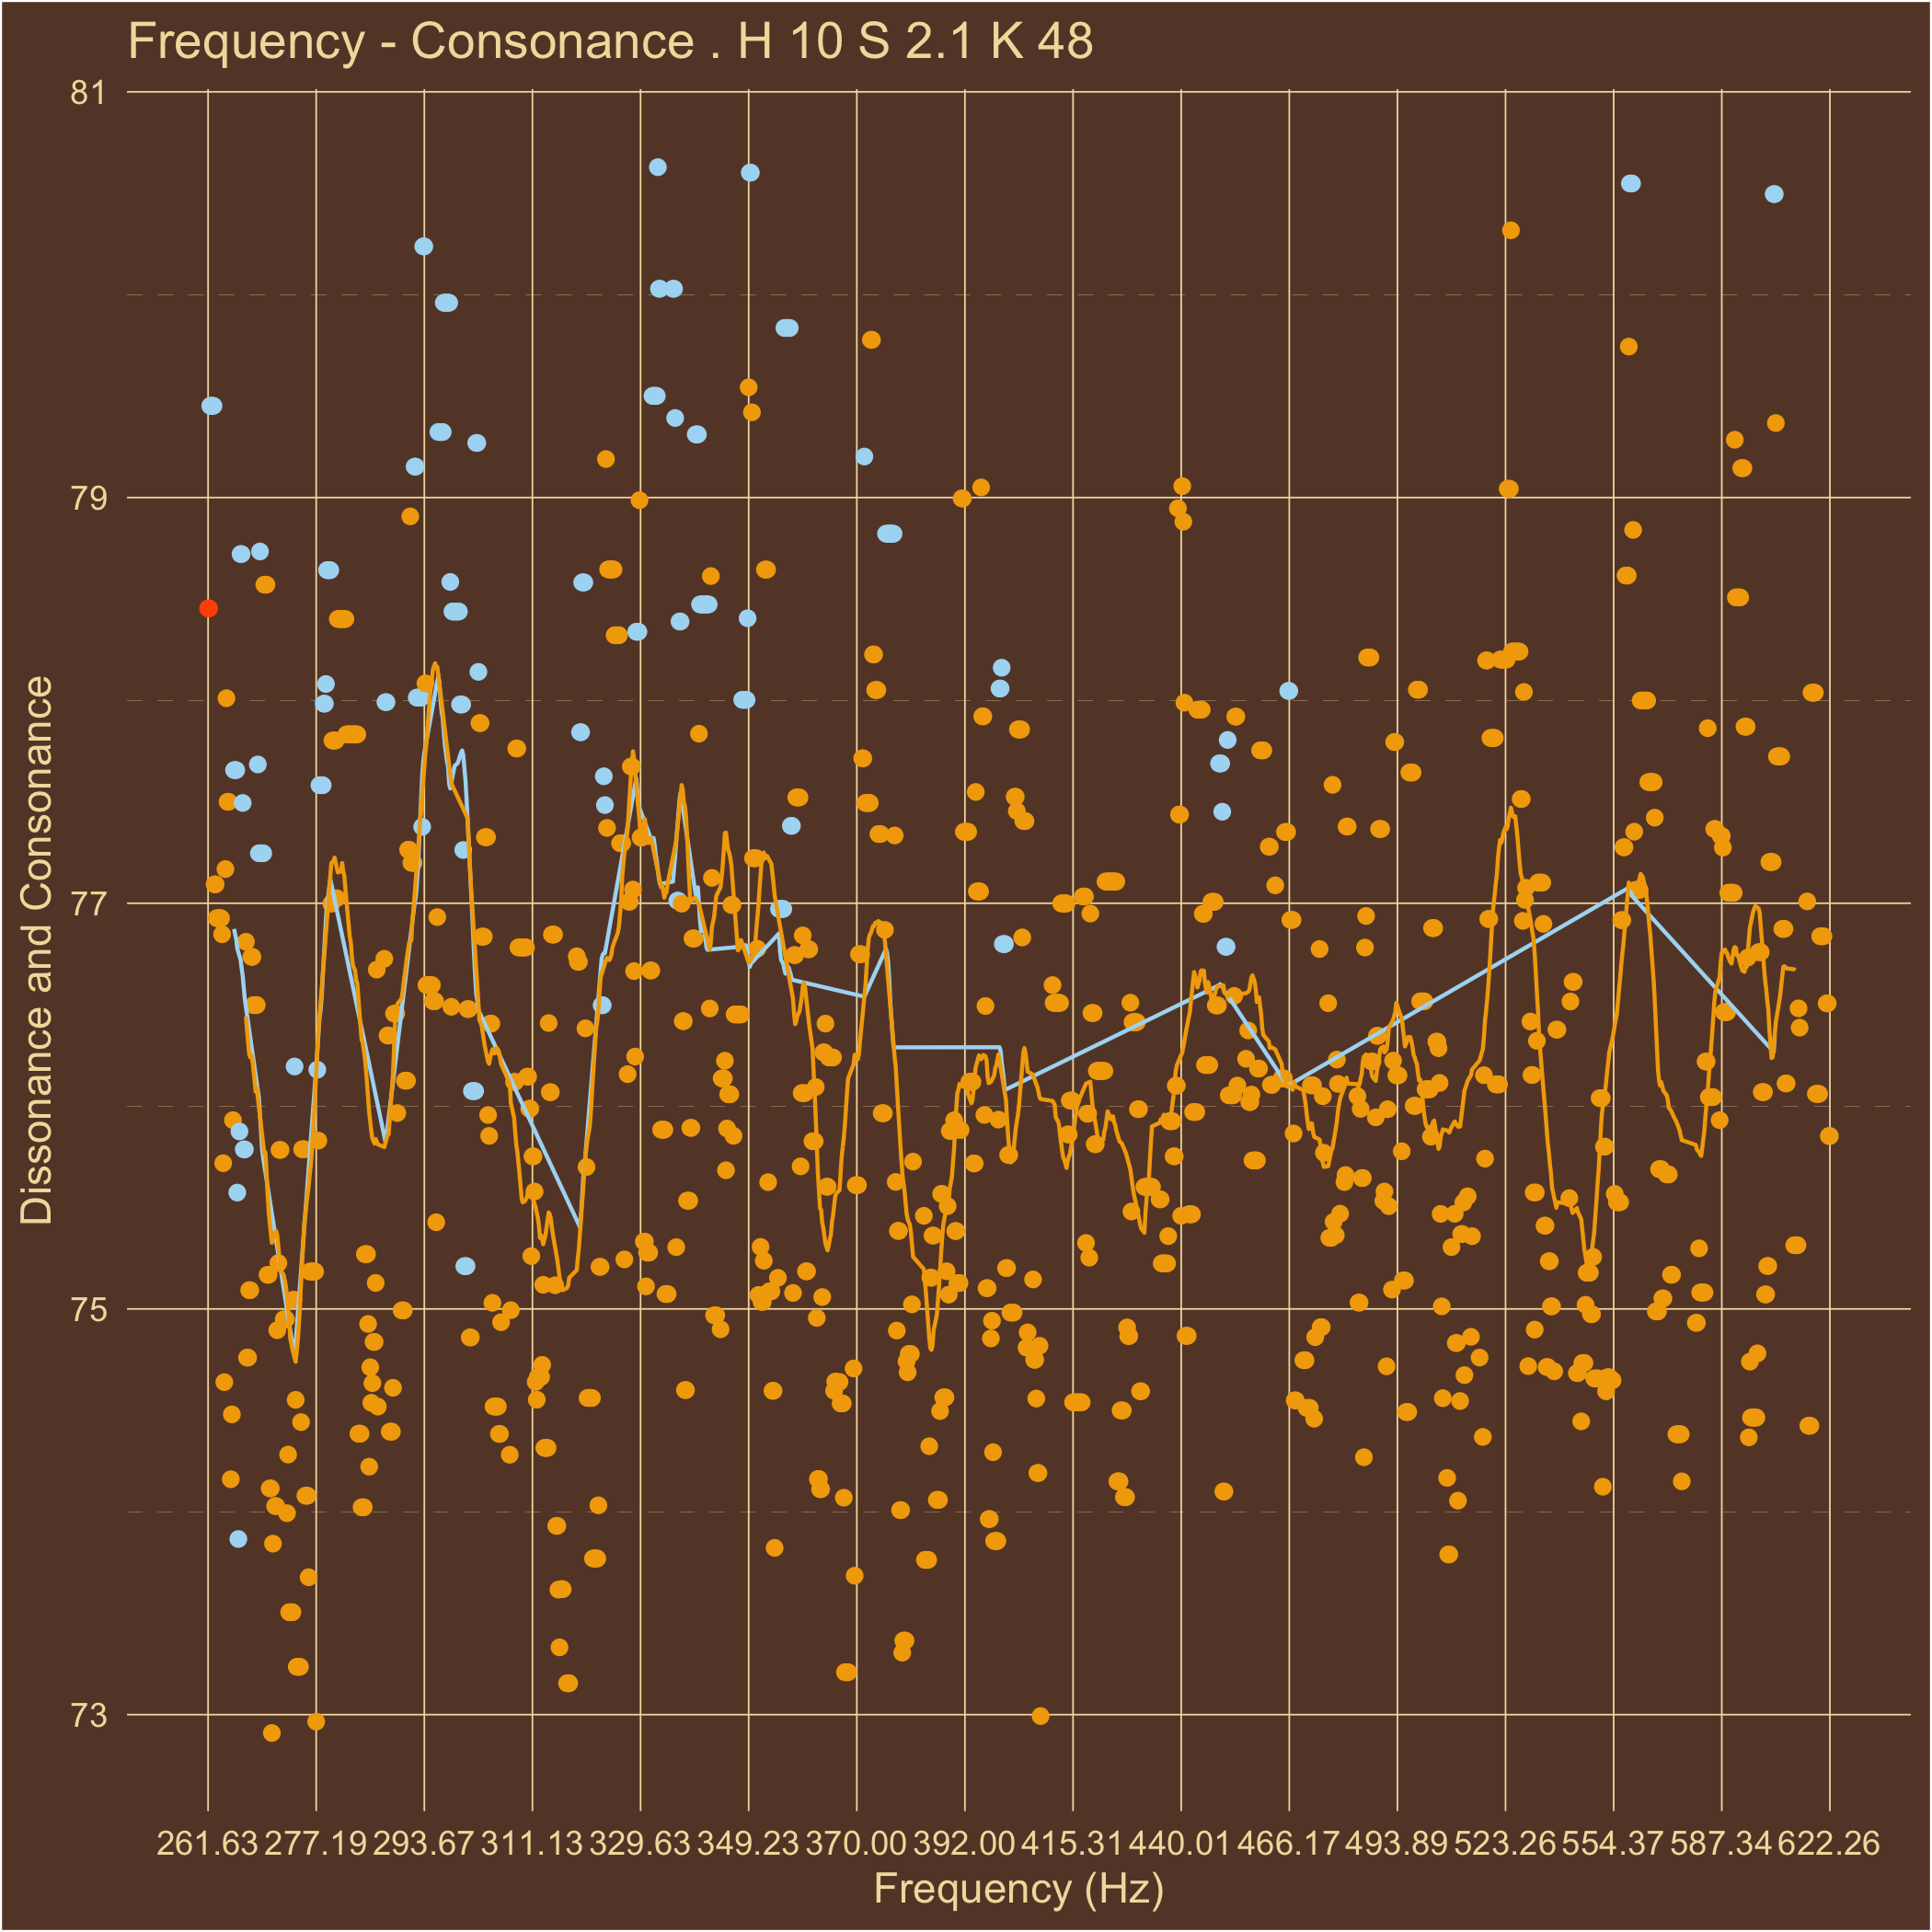 Frequency - Consonance . H 10 S 2.1 K 48
81
79
77
75
73
Dissonance and Consonance
261.63 277.19 293.67 311.13 329.63 349.23 370.00 392.00 415.31 440.01 466.17 493.89 523.26 554.37 587.34 622.26
Frequency (Hz)